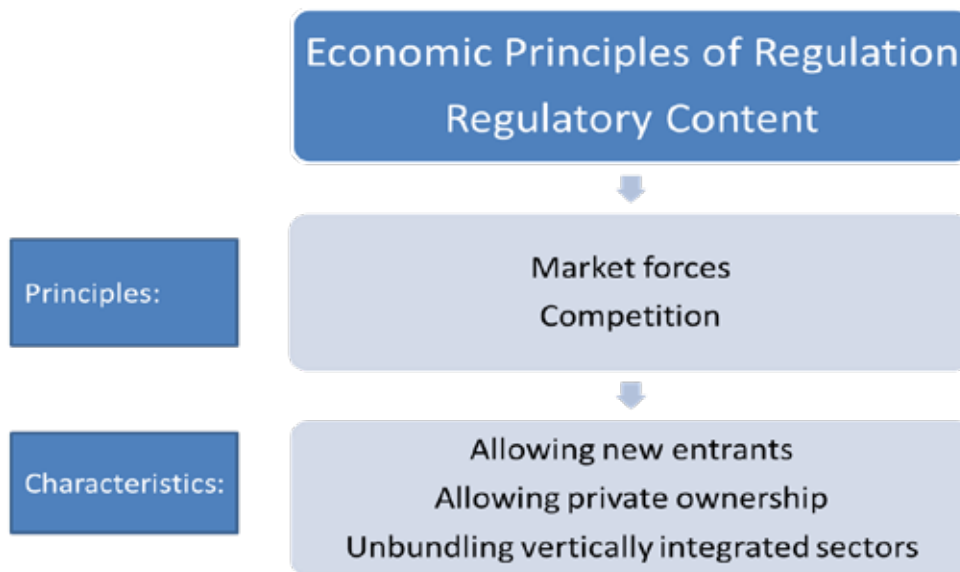 Economic Principles of Regulation
Regulatory Content
Principles:
Market forces
Competition
Characteristics:
Allowing new entrants
Allowing private ownership
Unbundling vertically integrated sectors